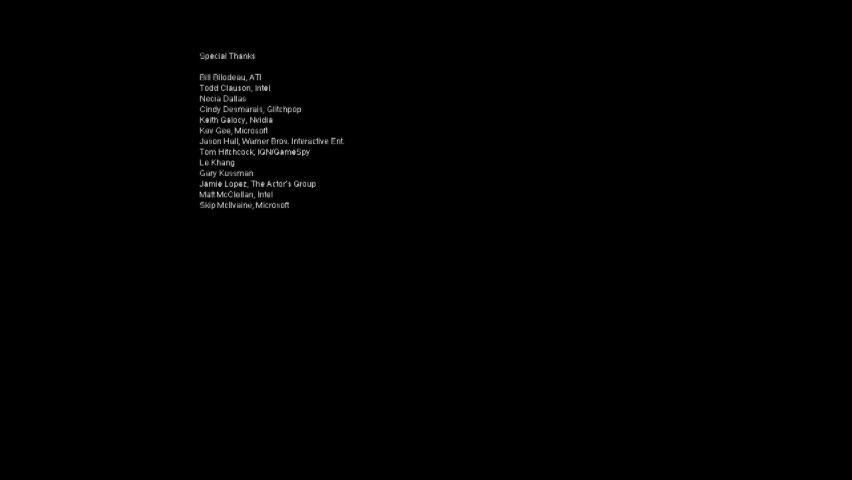 Special Thanks
Bill Bilodeau, ATI
Todd Clauson, Intel
Necia Dallas
Cindy Desmarais, Glitchpop
Keith Galocy, Nvidia
Kev Gee, Microsoft
Jason Hall, Warner Bros. Interactive Ent.
Tom Hitchcock, IGN/GameSpy
Le Khang
Gary Kussman
Jamie Lopez, The Actor's Group
Matt McClellan, Intel
Skip McIlvaine, Microsoft